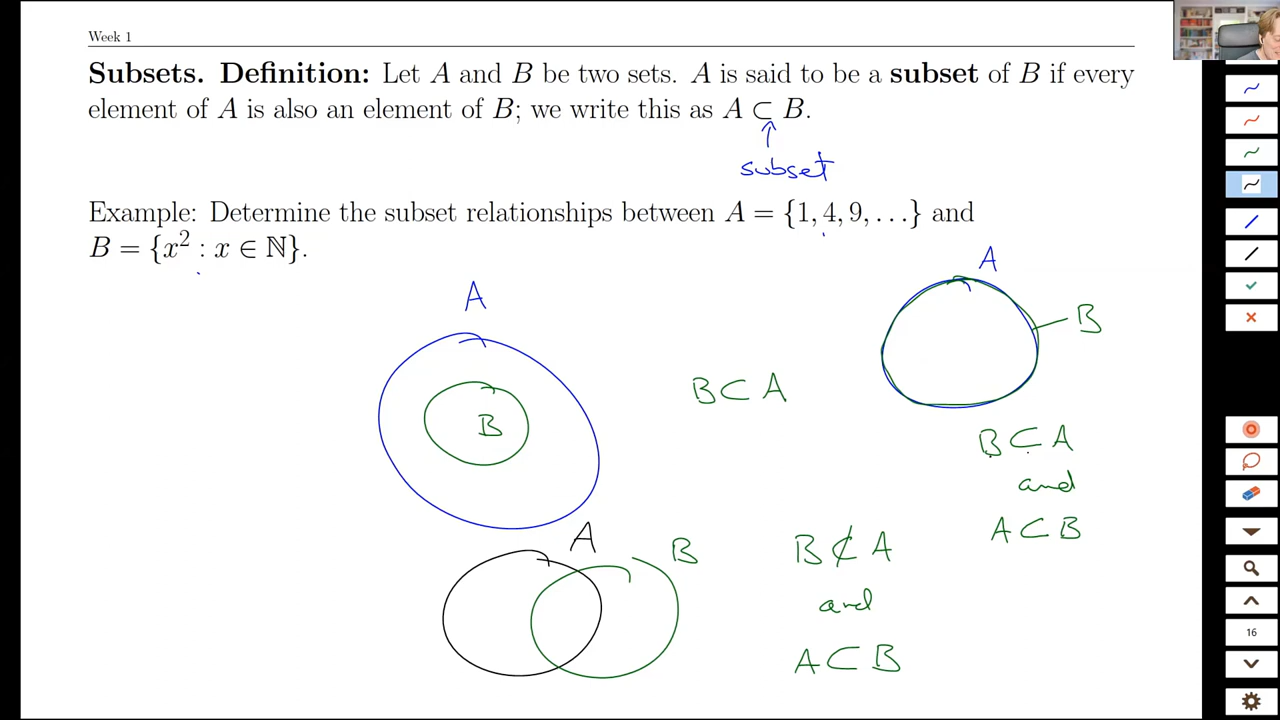 Week 1
Subsets. Definition: Let A and B be two sets. A is said to be a subset of B if every
element of A is also an element of B; we write this as A ⊂ B.
↑
subset
Example: Determine the subset relationships between A = {1, 4, 9, . . .} and
B = {x² : x ∈ ℕ}.
A
A
B
B
B ⊂ A
B ⊂ A
and
A ⊂ B
A
B
B ⊄ A
and
A ⊂ B
16